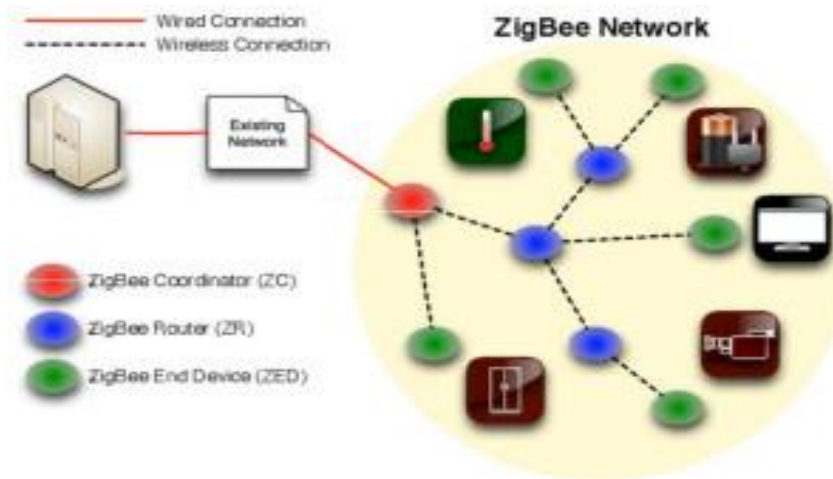 Wired Connection
Wireless Connection
ZigBee Network
Existing
Network
ZigBee Coordinator (ZC)
ZigBee Router (ZR)
ZigBee End Device (ZED)